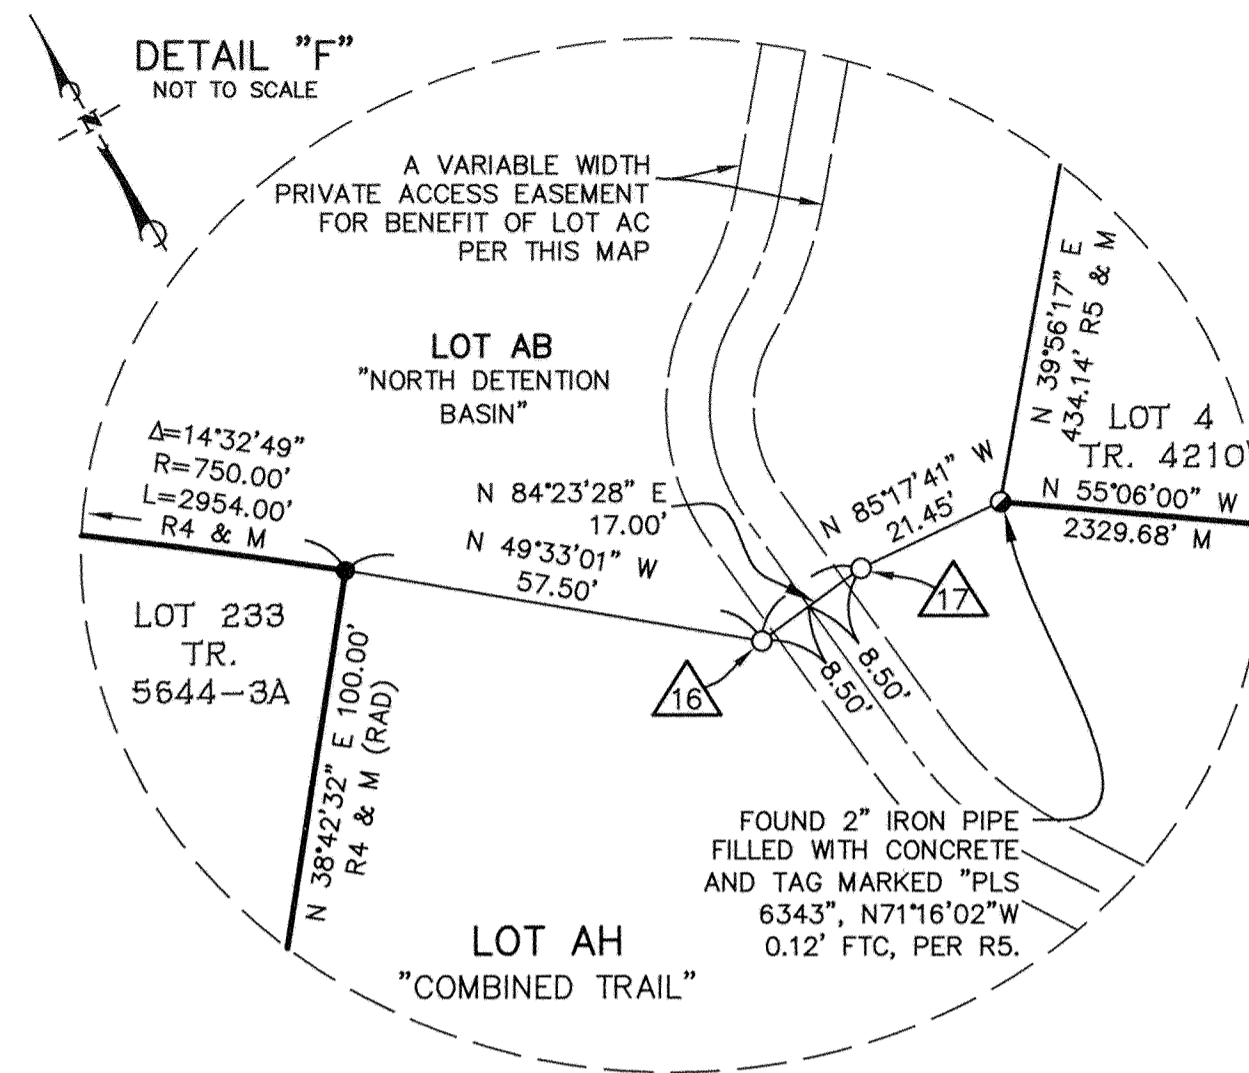 DETAIL "F"
NOT TO SCALE
N
A VARIABLE WIDTH
PRIVATE ACCESS EASEMENT
FOR BENEFIT OF LOT AC
PER THIS MAP
LOT AB
"NORTH DETENTION
BASIN"
N 39°56'17" E
434.14' R5 & M
LOT 4
TR. 4210
N 55°06'00" W
2329.68' M
Δ=14°32'49"
R=750.00'
L=2954.00'
R4 & M
N 84°23'28" E
17.00'
N 49°33'01" W
57.50'
N 85°17'41" W
21.45'
17
16
8.50'
8.50'
LOT 233
TR.
5644-3A
N 38°42'32" E 100.00'
R4 & M (RAD)
FOUND 2" IRON PIPE
FILLED WITH CONCRETE
AND TAG MARKED "PLS
6343", N71°16'02"W
0.12' FTC, PER R5.
LOT AH
"COMBINED TRAIL"